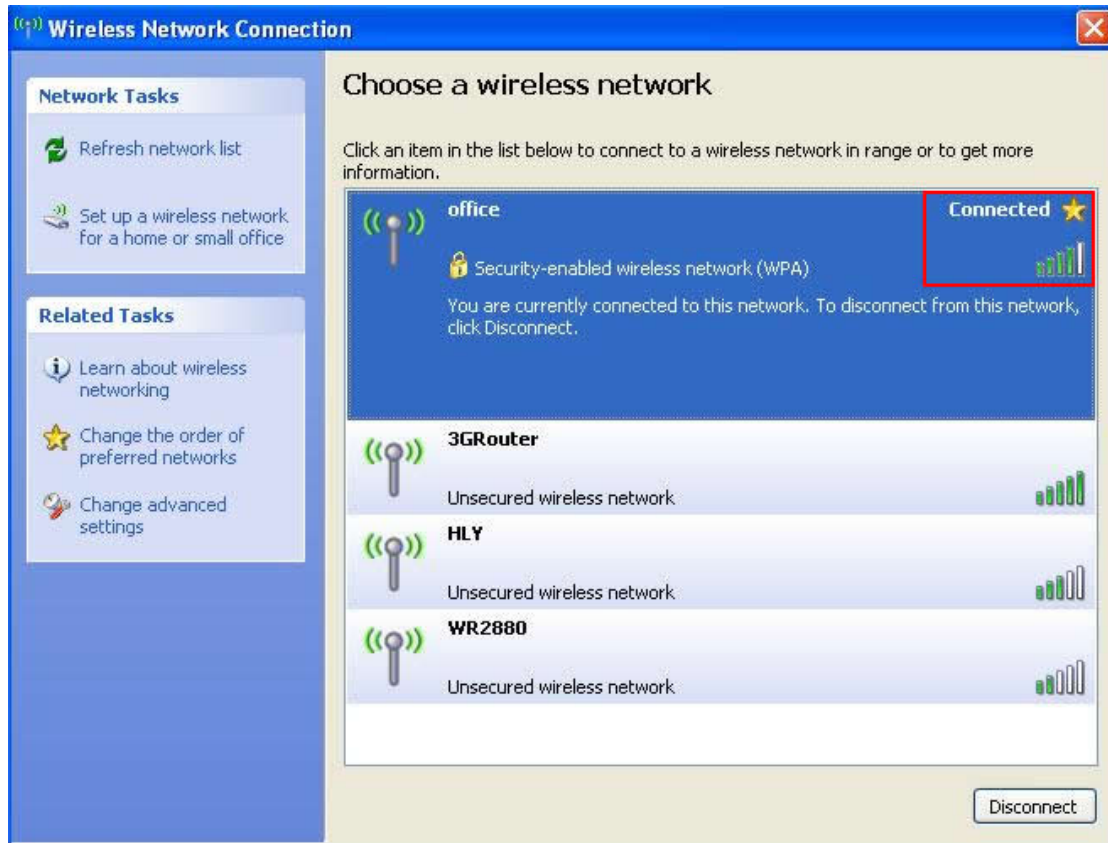 Wireless Network Connection
Network Tasks
Refresh network list
Set up a wireless network
for a home or small office
Related Tasks
Learn about wireless
networking
Change the order of
preferred networks
Change advanced
settings
Choose a wireless network
Click an item in the list below to connect to a wireless network in range or to get more
information.
office Connected
Security-enabled wireless network (WPA)
You are currently connected to this network. To disconnect from this network,
click Disconnect.
3GRouter
Unsecured wireless network
HLY
Unsecured wireless network
WR2880
Unsecured wireless network
Disconnect